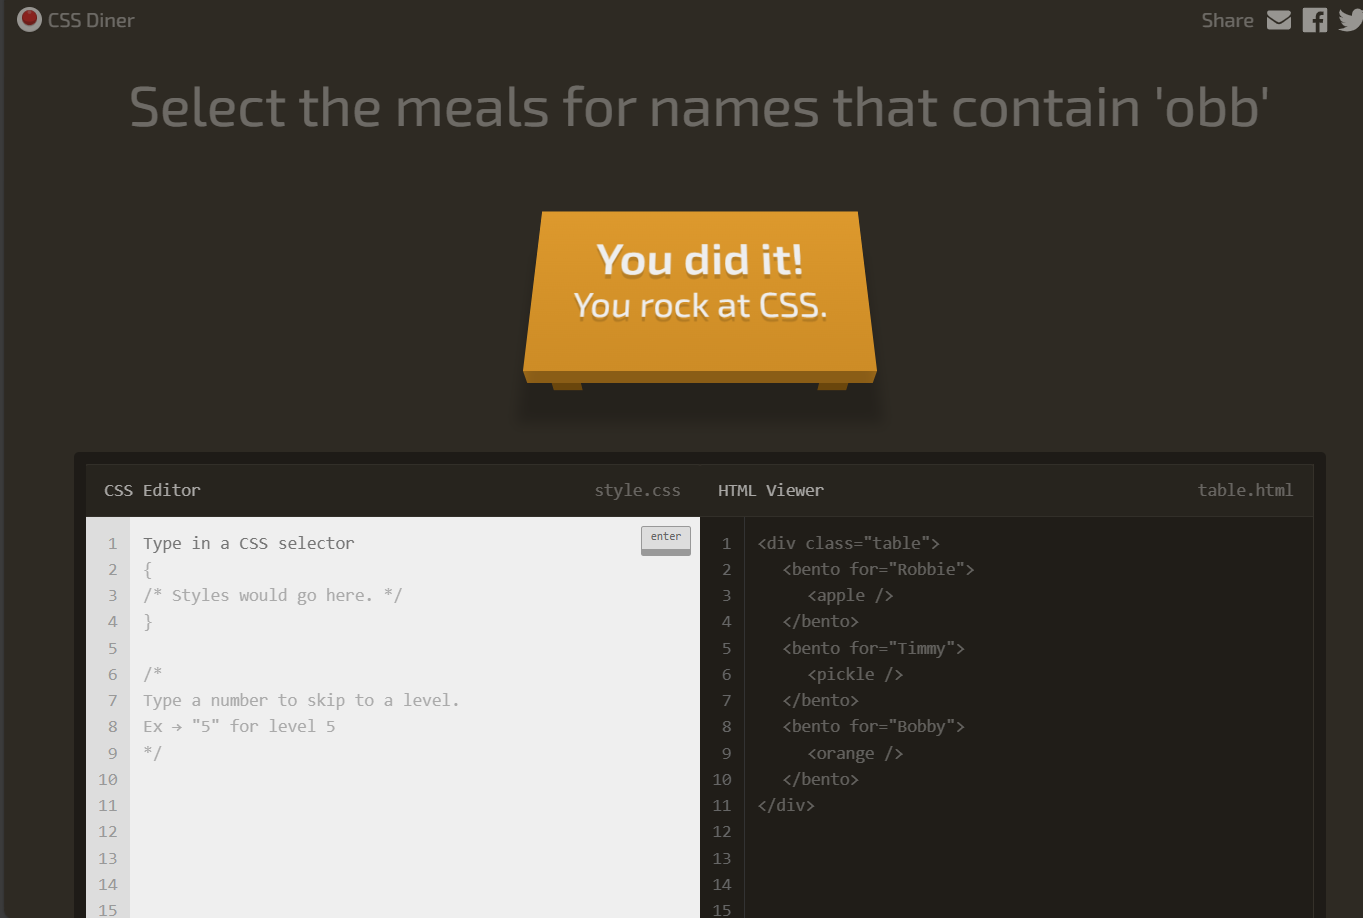 CSS Diner
Share
Select the meals for names that contain 'obb'
You did it!
You rock at CSS.
CSS Editor
style.css
HTML Viewer
table.html
1 Type in a CSS selector
enter
2 {
3 /* Styles would go here. */
4 }
5
6 /*
7 Type a number to skip to a level.
8 Ex → "5" for level 5
9 */
10
11
12
13
14
15
1 <div class="table">
2 <bento for="Robbie">
3 <apple />
4 </bento>
5 <bento for="Timmy">
6 <pickle />
7 </bento>
8 <bento for="Bobby">
9 <orange />
10 </bento>
11 </div>
12
13
14
15